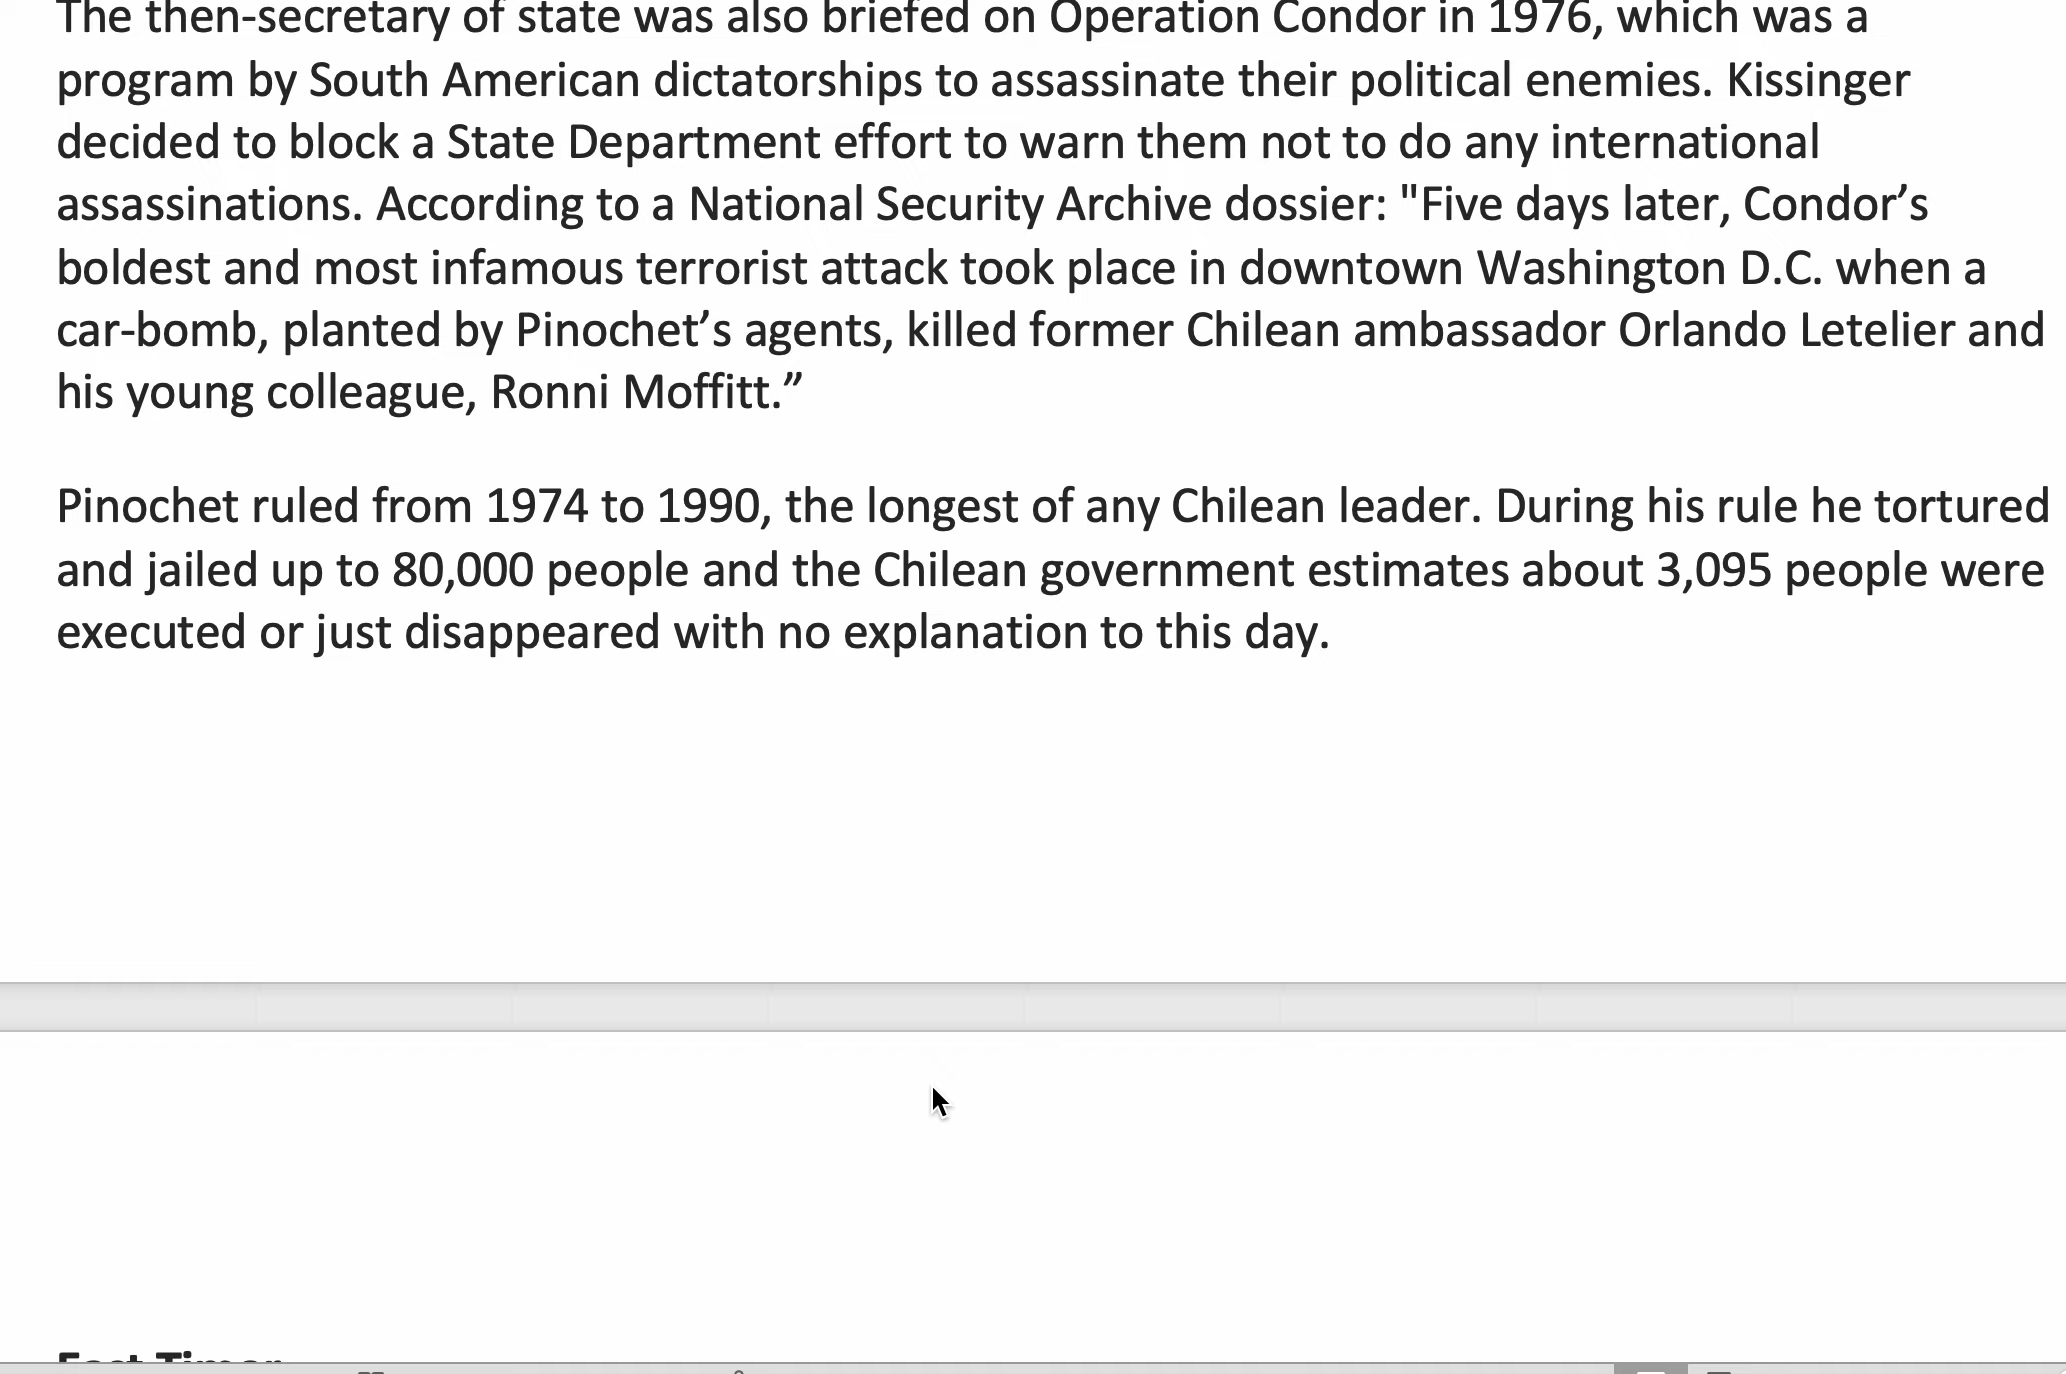 The then-secretary of state was also briefed on Operation Condor in 1976, which was a
program by South American dictatorships to assassinate their political enemies. Kissinger
decided to block a State Department effort to warn them not to do any international
assassinations. According to a National Security Archive dossier: "Five days later, Condor’s
boldest and most infamous terrorist attack took place in downtown Washington D.C. when a
car-bomb, planted by Pinochet’s agents, killed former Chilean ambassador Orlando Letelier and
his young colleague, Ronni Moffitt.”
Pinochet ruled from 1974 to 1990, the longest of any Chilean leader. During his rule he tortured
and jailed up to 80,000 people and the Chilean government estimates about 3,095 people were
executed or just disappeared with no explanation to this day.